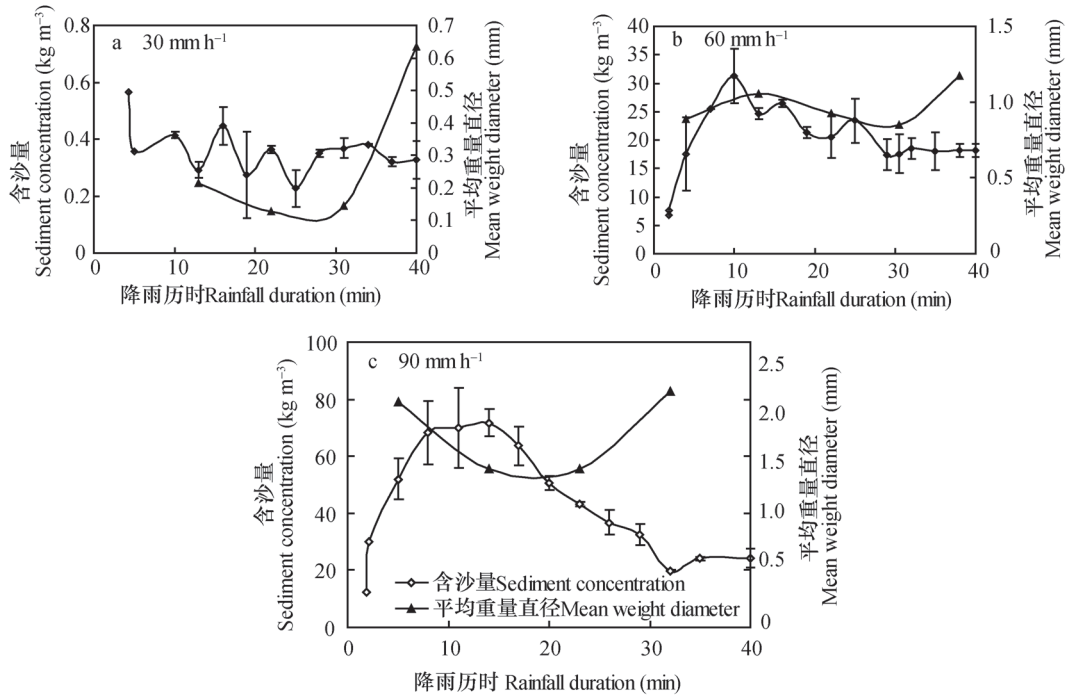 a 30 mm h⁻¹
含沙量
Sediment concentration (kg m⁻³)
0.8
0.6
0.4
0.2
0
0.7
0.6
0.5
0.4
0.3
0.2
0.1
0
平均重量直径
Mean weight diameter (mm)
0 10 20 30 40
降雨历时Rainfall duration (min)
b 60 mm h⁻¹
含沙量
Sediment concentration (kg m⁻³)
40
35
30
25
20
15
10
5
0
1.5
1.0
0.5
0
平均重量直径
Mean weight diameter (mm)
0 10 20 30 40
降雨历时Rainfall duration (min)
c 90 mm h⁻¹
含沙量
Sediment concentration (kg m⁻³)
100
80
60
40
20
0
2.5
2.0
1.5
1.0
0.5
0
平均重量直径
Mean weight diameter (mm)
含沙量Sediment concentration
平均重量直径Mean weight diameter
0 10 20 30 40
降雨历时 Rainfall duration (min)